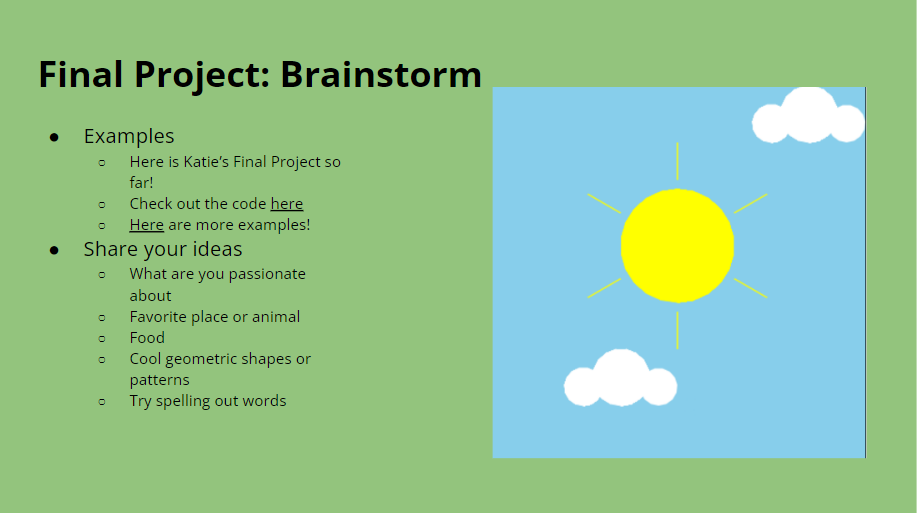 Final Project: Brainstorm
● Examples
○ Here is Katie's Final Project so
far!
○ Check out the code here
○ Here are more examples!
● Share your ideas
○ What are you passionate
about
○ Favorite place or animal
○ Food
○ Cool geometric shapes or
patterns
○ Try spelling out words